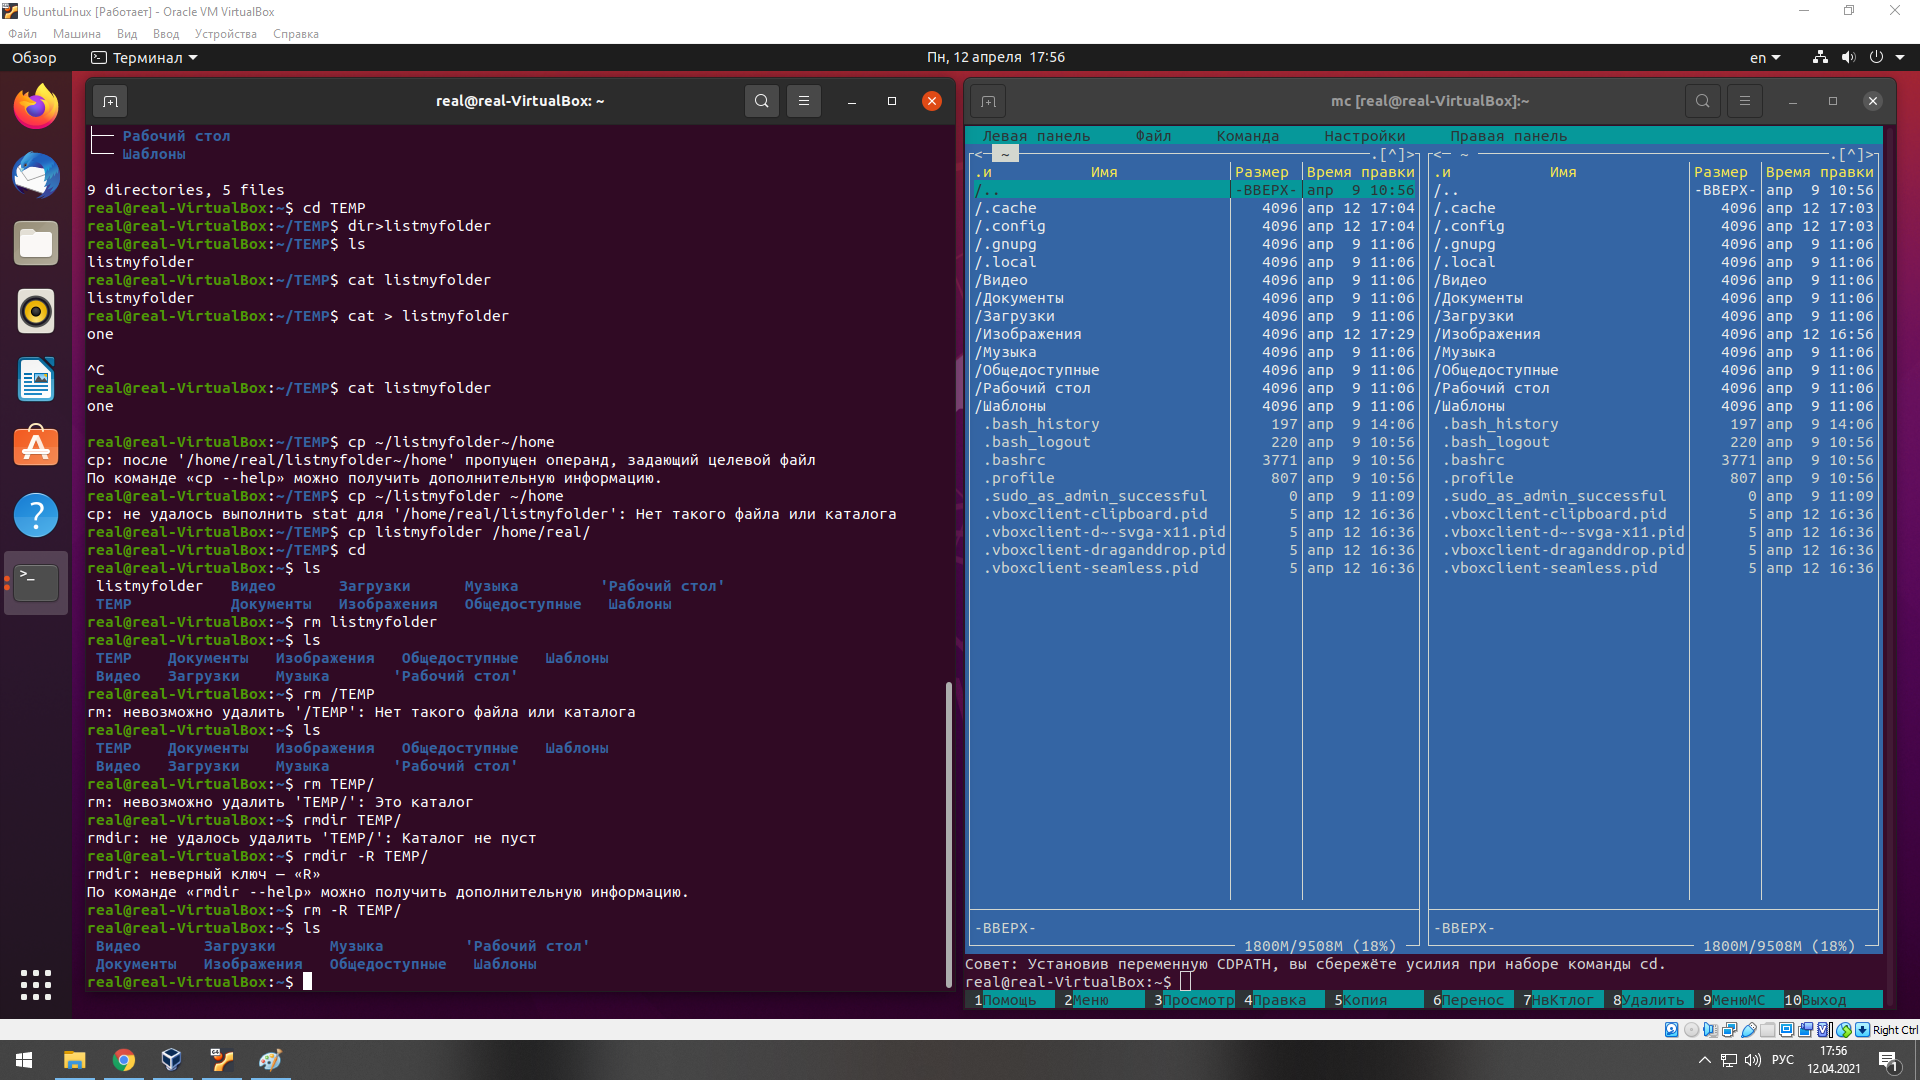 UbuntuLinux [Работает] - Oracle VM VirtualBox
Файл Машина Вид Ввод Устройства Справка
Обзор Терминал Пн, 12 апреля 17:56 en
real@real-VirtualBox: ~
├── Рабочий стол
└── Шаблоны
9 directories, 5 files
real@real-VirtualBox:~$ cd TEMP
real@real-VirtualBox:~/TEMP$ dir>listmyfolder
real@real-VirtualBox:~/TEMP$ ls
listmyfolder
real@real-VirtualBox:~/TEMP$ cat listmyfolder
listmyfolder
real@real-VirtualBox:~/TEMP$ cat > listmyfolder
one
^C
real@real-VirtualBox:~/TEMP$ cat listmyfolder
one
real@real-VirtualBox:~/TEMP$ cp ~/listmyfolder~/home
cp: после '/home/real/listmyfolder~/home' пропущен операнд, задающий целевой файл
По команде «cp --help» можно получить дополнительную информацию.
real@real-VirtualBox:~/TEMP$ cp ~/listmyfolder ~/home
cp: не удалось выполнить stat для '/home/real/listmyfolder': Нет такого файла или каталога
real@real-VirtualBox:~/TEMP$ cp listmyfolder /home/real/
real@real-VirtualBox:~/TEMP$ cd
real@real-VirtualBox:~$ ls
listmyfolder Видео Загрузки Музыка 'Рабочий стол'
TEMP Документы Изображения Общедоступные Шаблоны
real@real-VirtualBox:~$ rm listmyfolder
real@real-VirtualBox:~$ ls
TEMP Документы Изображения Общедоступные Шаблоны
Видео Загрузки Музыка 'Рабочий стол'
real@real-VirtualBox:~$ rm /TEMP
rm: невозможно удалить '/TEMP': Нет такого файла или каталога
real@real-VirtualBox:~$ ls
TEMP Документы Изображения Общедоступные Шаблоны
Видео Загрузки Музыка 'Рабочий стол'
real@real-VirtualBox:~$ rm TEMP/
rm: невозможно удалить 'TEMP/': Это каталог
real@real-VirtualBox:~$ rmdir TEMP/
rmdir: не удалось удалить 'TEMP/': Каталог не пуст
real@real-VirtualBox:~$ rmdir -R TEMP/
rmdir: неверный ключ — «R»
По команде «rmdir --help» можно получить дополнительную информацию.
real@real-VirtualBox:~$ rm -R TEMP/
real@real-VirtualBox:~$ ls
Видео Загрузки Музыка 'Рабочий стол'
Документы Изображения Общедоступные Шаблоны
real@real-VirtualBox:~$
mc [real@real-VirtualBox]:~
Левая панель Файл Команда Настройки Правая панель
<─ ~ ─.[^]> <─ ~ ─.[^]>
.и Имя Размер Время правки .и Имя Размер Время правки
/.. -ВВЕРХ- апр 9 10:56 /.. -ВВЕРХ- апр 9 10:56
/.cache 4096 апр 12 17:04 /.cache 4096 апр 12 17:03
/.config 4096 апр 12 17:04 /.config 4096 апр 12 17:03
/.gnupg 4096 апр 9 11:06 /.gnupg 4096 апр 9 11:06
/.local 4096 апр 9 11:06 /.local 4096 апр 9 11:06
/Видео 4096 апр 9 11:06 /Видео 4096 апр 9 11:06
/Документы 4096 апр 9 11:06 /Документы 4096 апр 9 11:06
/Загрузки 4096 апр 9 11:06 /Загрузки 4096 апр 9 11:06
/Изображения 4096 апр 12 17:29 /Изображения 4096 апр 12 16:56
/Музыка 4096 апр 9 11:06 /Музыка 4096 апр 9 11:06
/Общедоступные 4096 апр 9 11:06 /Общедоступные 4096 апр 9 11:06
/Рабочий стол 4096 апр 9 11:06 /Рабочий стол 4096 апр 9 11:06
/Шаблоны 4096 апр 9 11:06 /Шаблоны 4096 апр 9 11:06
.bash_history 197 апр 9 14:06 .bash_history 197 апр 9 14:06
.bash_logout 220 апр 9 10:56 .bash_logout 220 апр 9 10:56
.bashrc 3771 апр 9 10:56 .bashrc 3771 апр 9 10:56
.profile 807 апр 9 10:56 .profile 807 апр 9 10:56
.sudo_as_admin_successful 0 апр 9 11:09 .sudo_as_admin_successful 0 апр 9 11:09
.vboxclient-clipboard.pid 5 апр 12 16:36 .vboxclient-clipboard.pid 5 апр 12 16:36
.vboxclient-d~-svga-x11.pid 5 апр 12 16:36 .vboxclient-d~-svga-x11.pid 5 апр 12 16:36
.vboxclient-draganddrop.pid 5 апр 12 16:36 .vboxclient-draganddrop.pid 5 апр 12 16:36
.vboxclient-seamless.pid 5 апр 12 16:36 .vboxclient-seamless.pid 5 апр 12 16:36
-ВВЕРХ- -ВВЕРХ-
1800M/9508M (18%) 1800M/9508M (18%)
Совет: Установив переменную CDPATH, вы сбережёте усилия при наборе команды cd.
real@real-VirtualBox:~$
1Помощь 2Меню 3Просмотр 4Правка 5Копия 6Перенос 7НвКтлог 8Удалить 9МенюMC 10Выход
Right Ctrl
РУС 17:56
12.04.2021
1